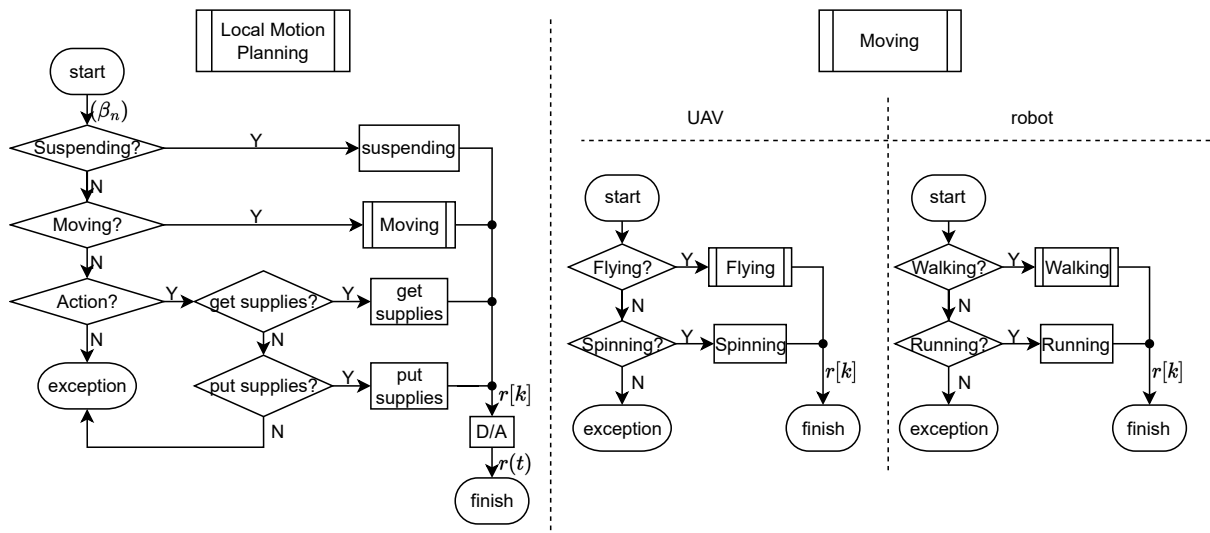 Local Motion
Planning
start
(βₙ)
Suspending?
Y
suspending
N
Moving?
Y
Moving
N
Action?
Y
get supplies?
Y
get
supplies
N
N
exception
put supplies?
Y
put
supplies
r[k]
N
D/A
r(t)
finish
Moving
UAV
robot
start
Flying?
Y
Flying
N
Spinning?
Y
Spinning
N
r[k]
exception
finish
start
Walking?
Y
Walking
N
Running?
Y
Running
N
r[k]
exception
finish